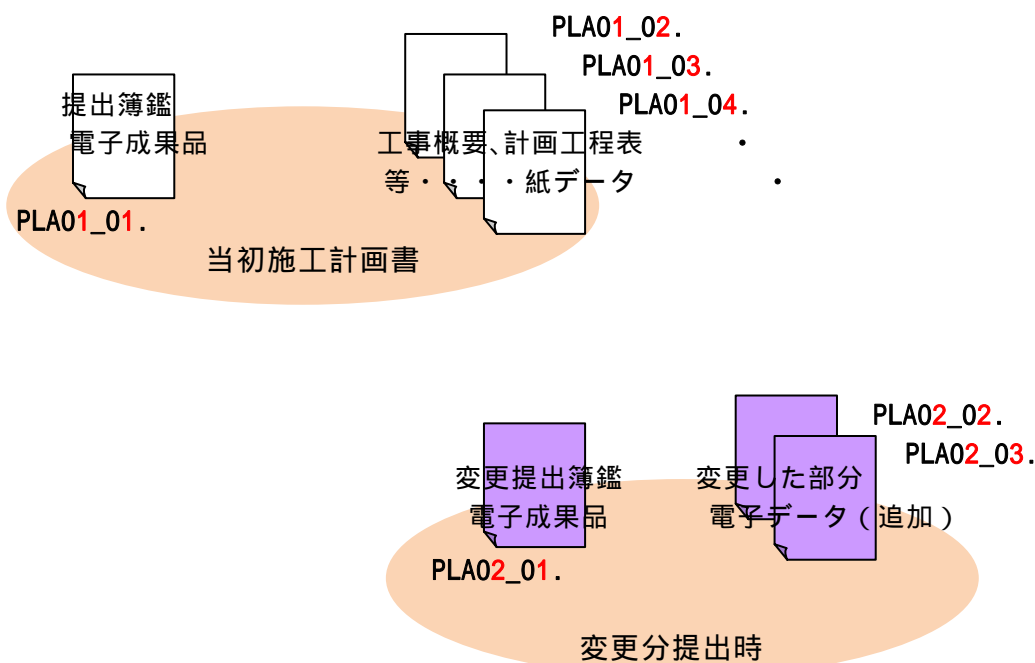 PLA01_02.
PLA01_03.
PLA01_04.
提出簿鑑
電子成果品
工事概要、計画工程表
・
等・・・・紙データ
・
PLA01_01.
当初施工計画書
PLA02_02.
PLA02_03.
変更提出簿鑑
電子成果品
変更した部分
電子データ（追加）
PLA02_01.
変更分提出時